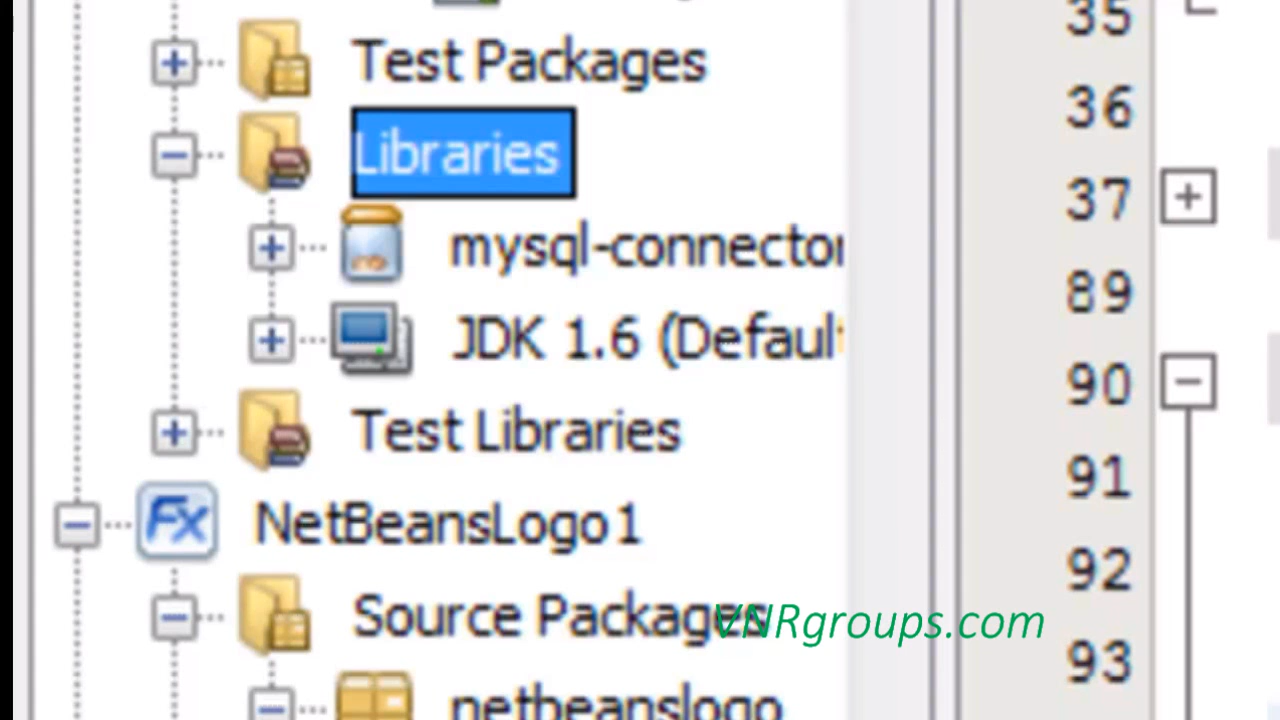 Test Packages
Libraries
mysql-connector
JDK 1.6 (Default
Test Libraries
Fx NetBeansLogo1
Source Packages
netbeanslogo
VNRgroups.com
35
36
37
89
90
91
92
93